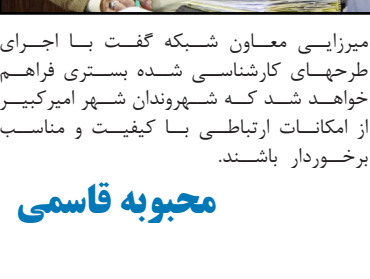 میرزایی معاون شبکه گفت با اجرای
طرحهای کارشناسی شده بستری فراهم
خواهد شد که شهروندان شهر امیرکبیر
از امکانات ارتباطی با کیفیت و مناسب
برخوردار باشند.
محبوبه قاسمی